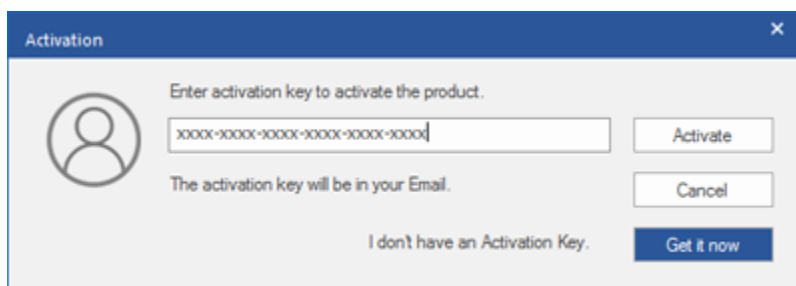 Activation
Enter activation key to activate the product.
xxxx-xxxx-xxxx-xxxx-xxxx-xxxx
Activate
The activation key will be in your Email.
Cancel
I don't have an Activation Key.
Get it now